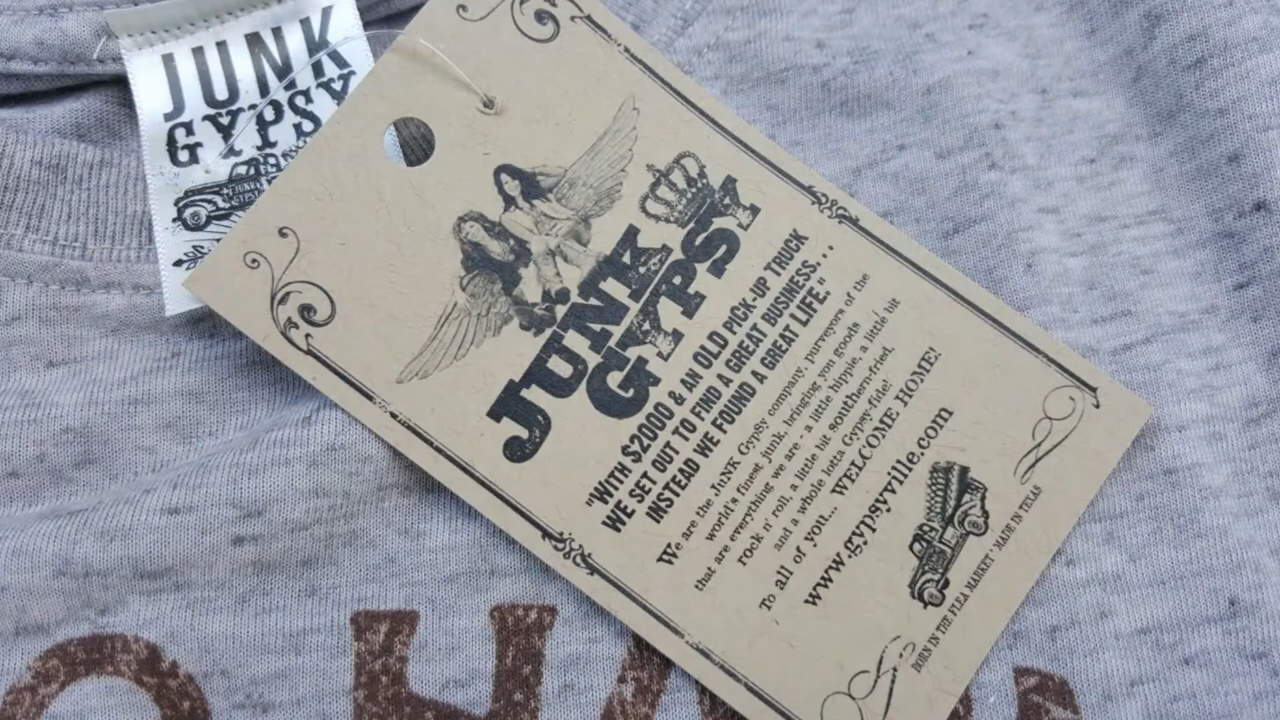 JUNK
GYPSY
JUNK
GYPSY
JUNK
GYPSY
"WITH $2000 & AN OLD PICK-UP TRUCK
WE SET OUT TO FIND A GREAT BUSINESS. . .
INSTEAD WE FOUND A GREAT LIFE."
We are the JuNK GypSy company, purveyors of the
world's finest junk, bringing you goods
that are everything we are - a little hippie, a little bit
rock n' roll, a little bit southern-fried,
and a whole lotta Gypsy-fide!
To all of you... WELCOME HOME!
www.gypsyville.com
BORN IN THE FLEA MARKET • MADE IN TEXAS